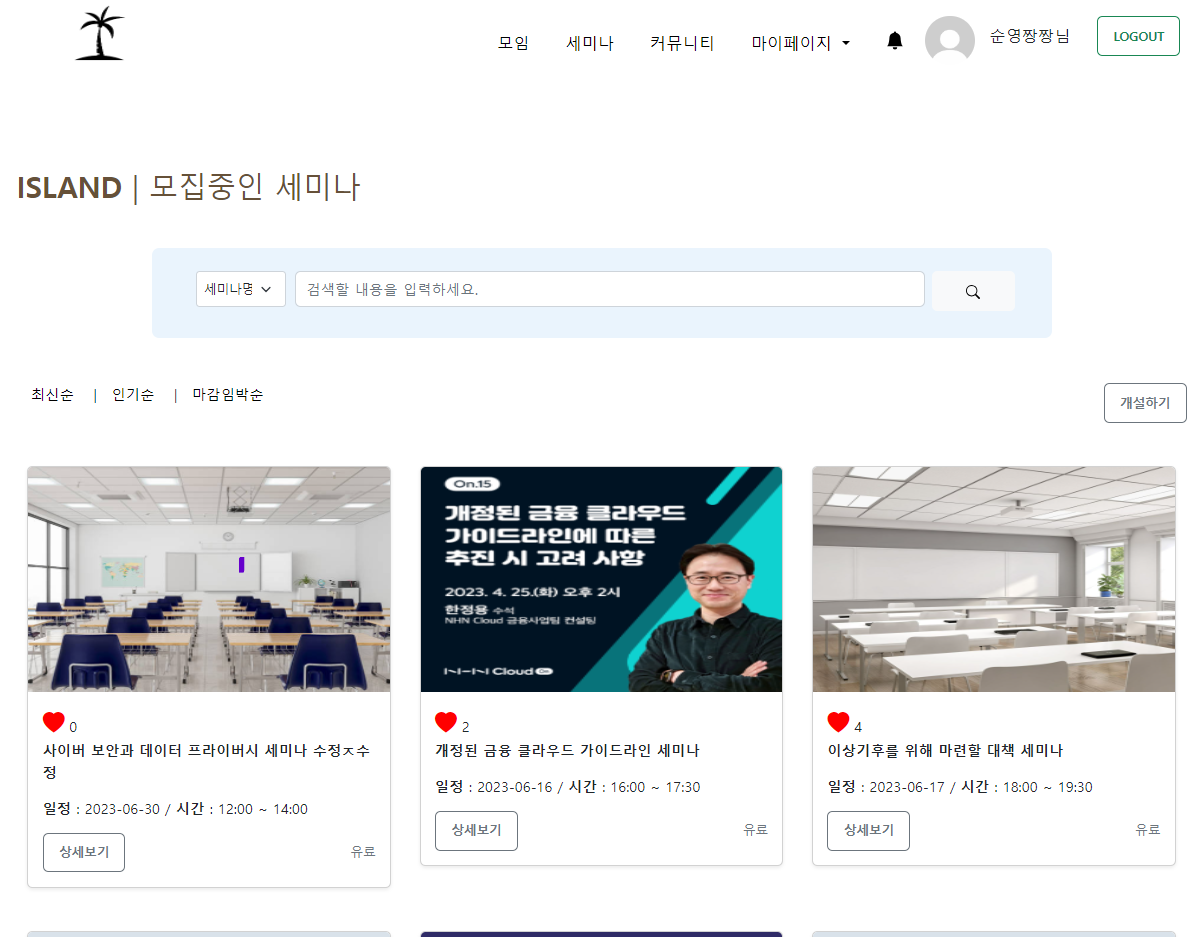 모임 세미나 커뮤니티 마이페이지 순영짱짱님 LOGOUT
ISLAND | 모집중인 세미나
세미나명 검색할 내용을 입력하세요.
최신순 | 인기순 | 마감임박순
개설하기
On.15
개정된 금융 클라우드
가이드라인에 따른
추진 시 고려 사항
2023. 4. 25.(화) 오후 2시
한정용 수석
NHN Cloud 금융사업팀 컨설팅
NHN Cloud On
0
사이버 보안과 데이터 프라이버시 세미나 수정ㅈ수
정
일정 : 2023-06-30 / 시간 : 12:00 ~ 14:00
상세보기 유료
2
개정된 금융 클라우드 가이드라인 세미나
일정 : 2023-06-16 / 시간 : 16:00 ~ 17:30
상세보기 유료
4
이상기후를 위해 마련할 대책 세미나
일정 : 2023-06-17 / 시간 : 18:00 ~ 19:30
상세보기 유료